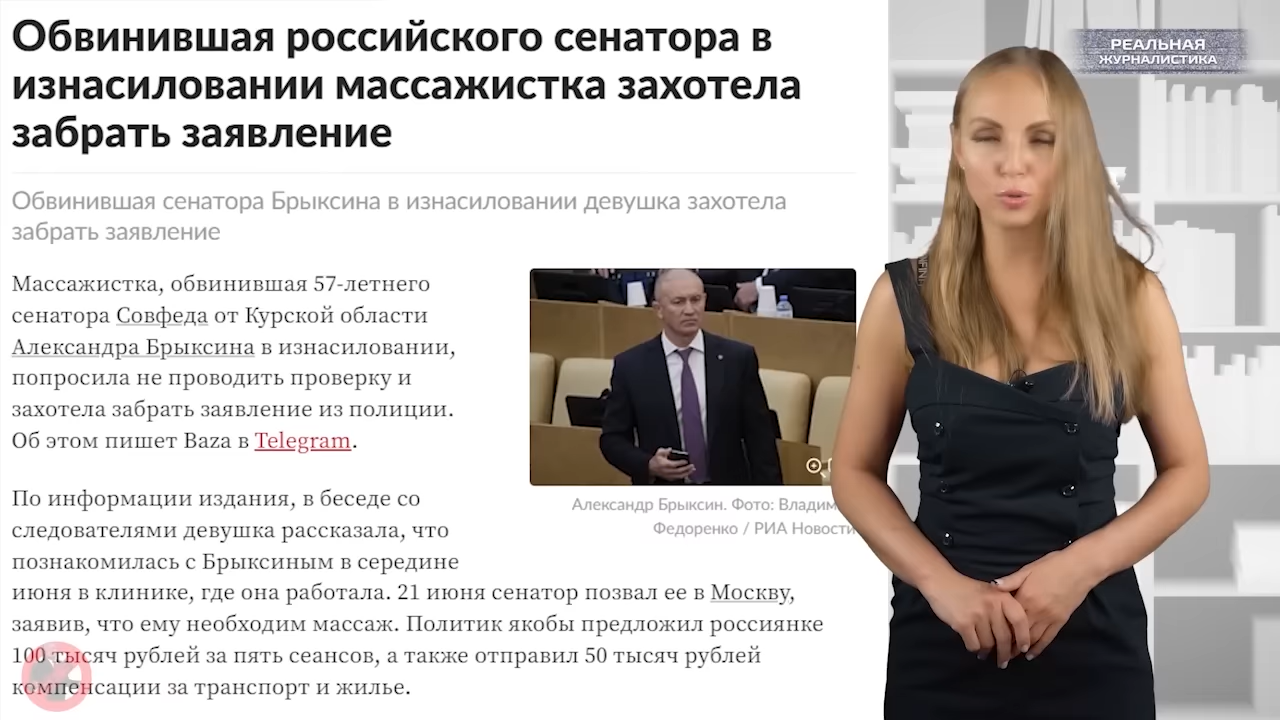 Обвинившая российского сенатора в
изнасиловании массажистка захотела
забрать заявление
Обвинившая сенатора Брыксина в изнасиловании девушка захотела
забрать заявление
Массажистка, обвинившая 57-летнего
сенатора Совфеда от Курской области
Александра Брыксина в изнасиловании,
попросила не проводить проверку и
захотела забрать заявление из полиции.
Об этом пишет Baza в Telegram.
По информации издания, в беседе со
следователями девушка рассказала, что
познакомилась с Брыксиным в середине
июня в клинике, где она работала. 21 июня сенатор позвал ее в Москву,
заявив, что ему необходим массаж. Политик якобы предложил россиянке
100 тысяч рублей за пять сеансов, а также отправил 50 тысяч рублей
компенсации за транспорт и жилье.
Александр Брыксин. Фото: Владим
Федоренко / РИА Новости
РЕАЛЬНАЯ
ЖУРНАЛИСТИКА